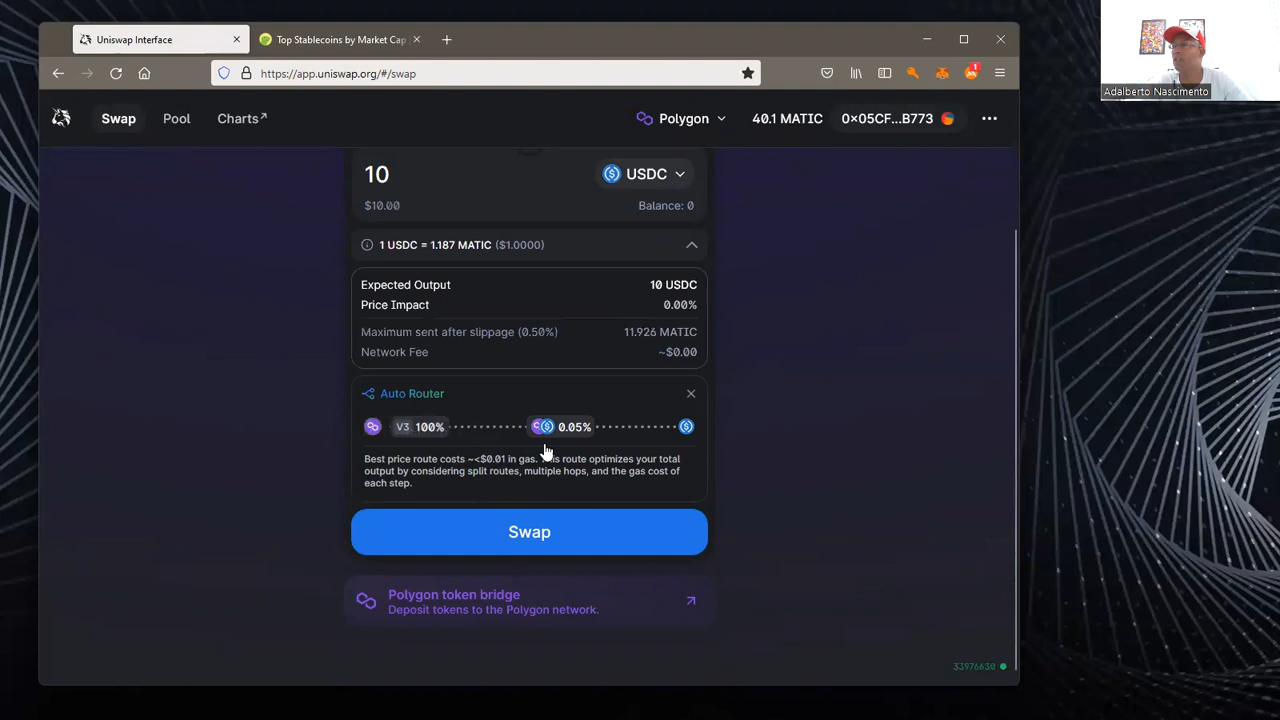 Uniswap Interface
Top Stablecoins by Market Cap
https://app.uniswap.org/#/swap
1
Adalberto Nascimento
Swap
Pool
Charts↗
Polygon
40.1 MATIC
0x05CF...B773
10
USDC
$10.00
Balance: 0
1 USDC = 1.187 MATIC ($1.0000)
Expected Output
10 USDC
Price Impact
0.00%
Maximum sent after slippage (0.50%)
11.926 MATIC
Network Fee
~$0.00
Auto Router
V3 100%
0.05%
Best price route costs ~<$0.01 in gas. route optimizes your total
output by considering split routes, multiple hops, and the gas cost of
each step.
Swap
Polygon token bridge
Deposit tokens to the Polygon network.
33976630